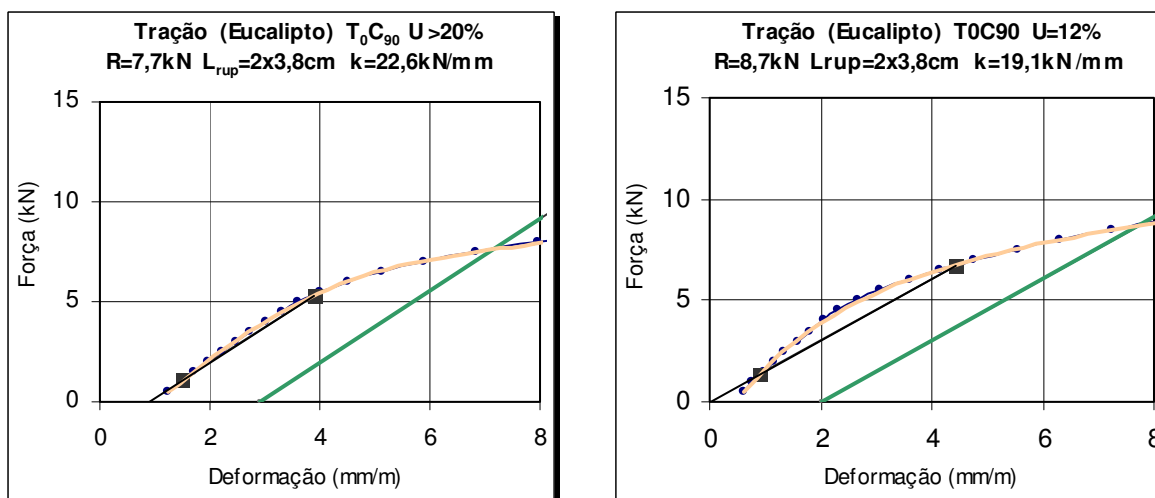 Tração (Eucalipto) T₀C₉₀ U >20%
R=7,7kN Lrup=2x3,8cm k=22,6kN/mm
15
10
5
0
Força (kN)
0 2 4 6 8
Deformação (mm/m)
Tração (Eucalipto) T0C90 U=12%
R=8,7kN Lrup=2x3,8cm k=19,1kN/mm
15
10
5
0
Força (kN)
0 2 4 6 8
Deformação (mm/m)